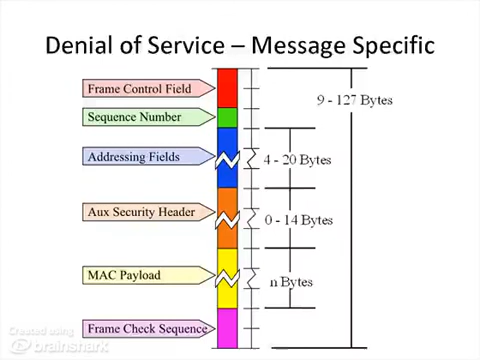 Denial of Service – Message Specific
Frame Control Field
9 - 127 Bytes
Sequence Number
Addressing Fields
4 - 20 Bytes
Aux Security Header
0 - 14 Bytes
MAC Payload
n Bytes
Frame Check Sequence
Created using
brainshark